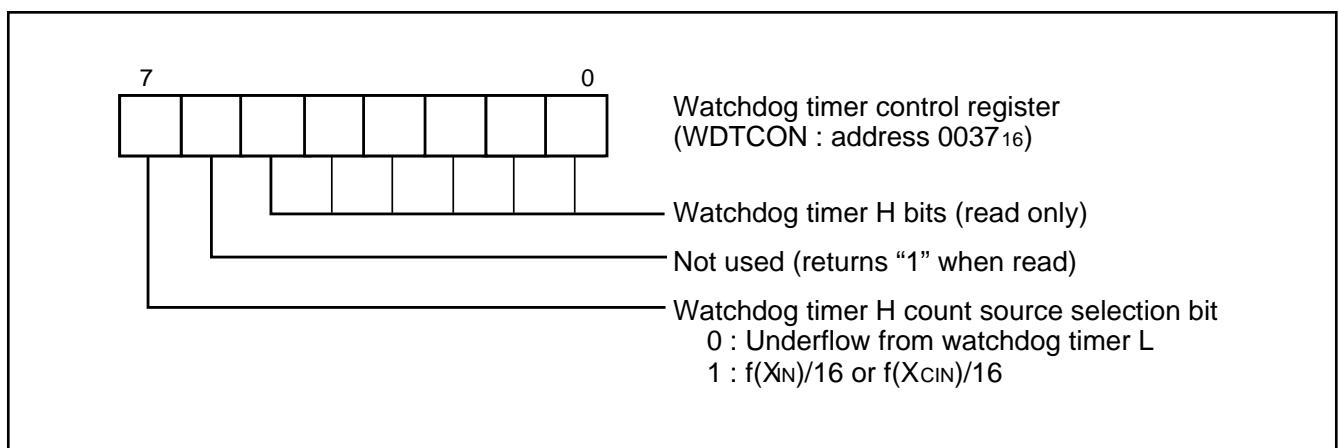 7 0
Watchdog timer control register
(WDTCON : address 0037₁₆)
Watchdog timer H bits (read only)
Not used (returns “1” when read)
Watchdog timer H count source selection bit
0 : Underflow from watchdog timer L
1 : f(XIN)/16 or f(XCIN)/16